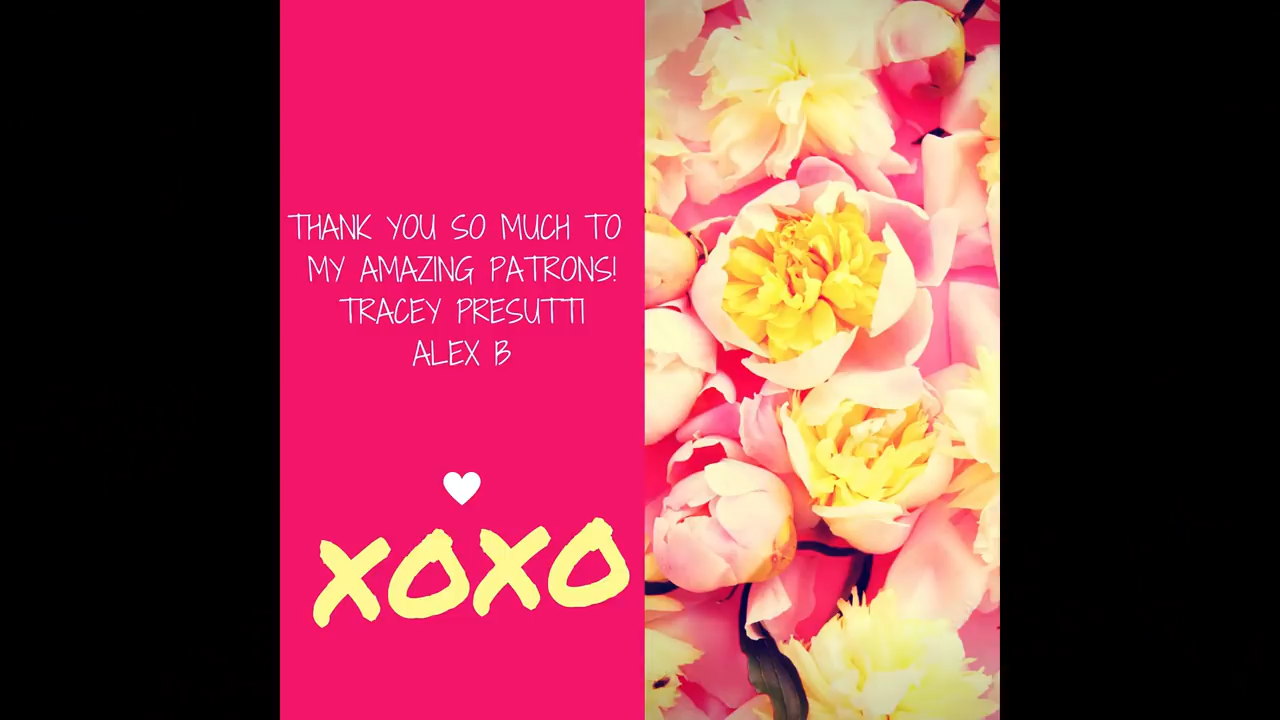 THANK YOU SO MUCH TO
MY AMAZING PATRONS!
TRACEY PRESUTTI
ALEX B
XOXO